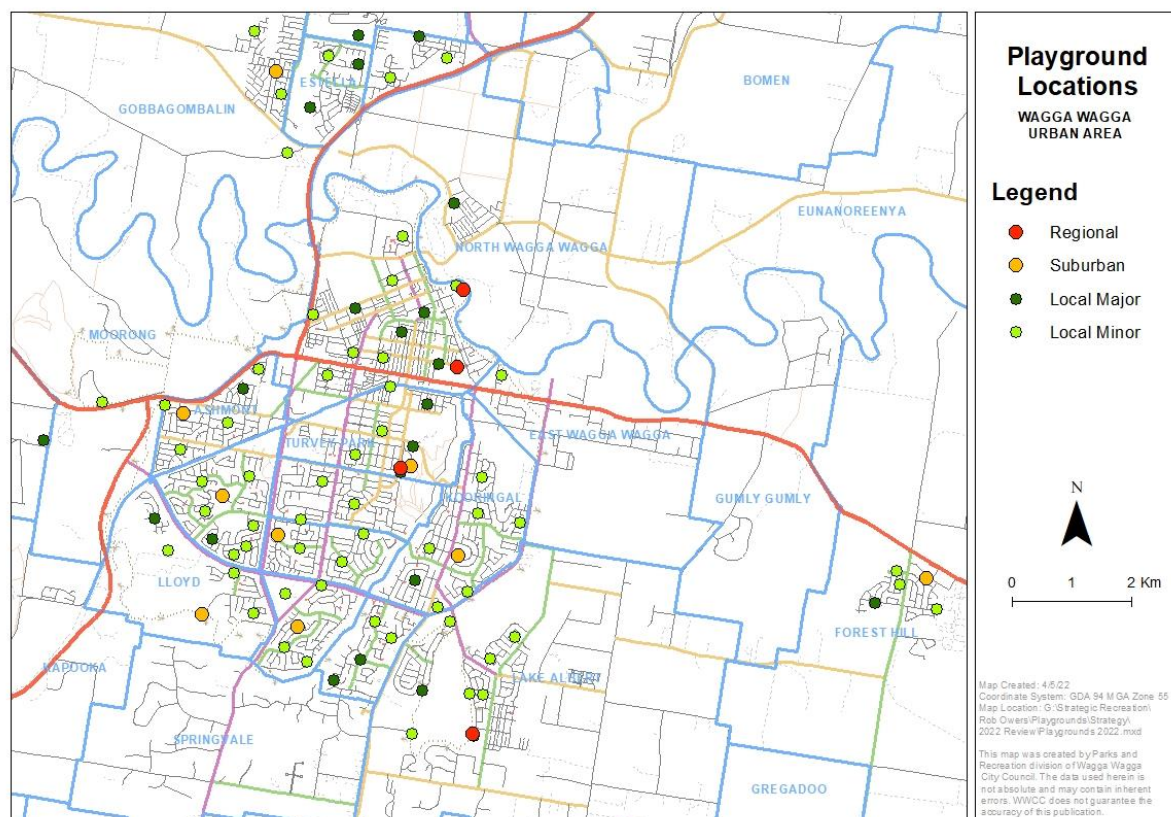 Playground
Locations
WAGGA WAGGA
URBAN AREA
Legend
Regional
Suburban
Local Major
Local Minor
N
0 1 2 Km
Map Created: 4/5/22
Coordinate System: GDA 94 MGA Zone 55
Map Location: G:\Strategic Recreation\
Rob Owers\Playgrounds\Strategy\
2022 Review\Playgrounds 2022.mxd
This map was created by Parks and
Recreation division of Wagga Wagga
City Council. The data used herein is
not absolute and may contain inherent
errors. WWCC does not guarantee the
accuracy of this publication.
BOMEN
ESTELLA
GOBBAGOMBALIN
EUNANOREENYA
NORTH WAGGA WAGGA
MOORONG
ASHMONT
TURVEY PARK
EAST WAGGA WAGGA
KOORINGAL
GUMLY GUMLY
LLOYD
FOREST HILL
KAPOOKA
LAKE ALBERT
SPRINGVALE
GREGADOO